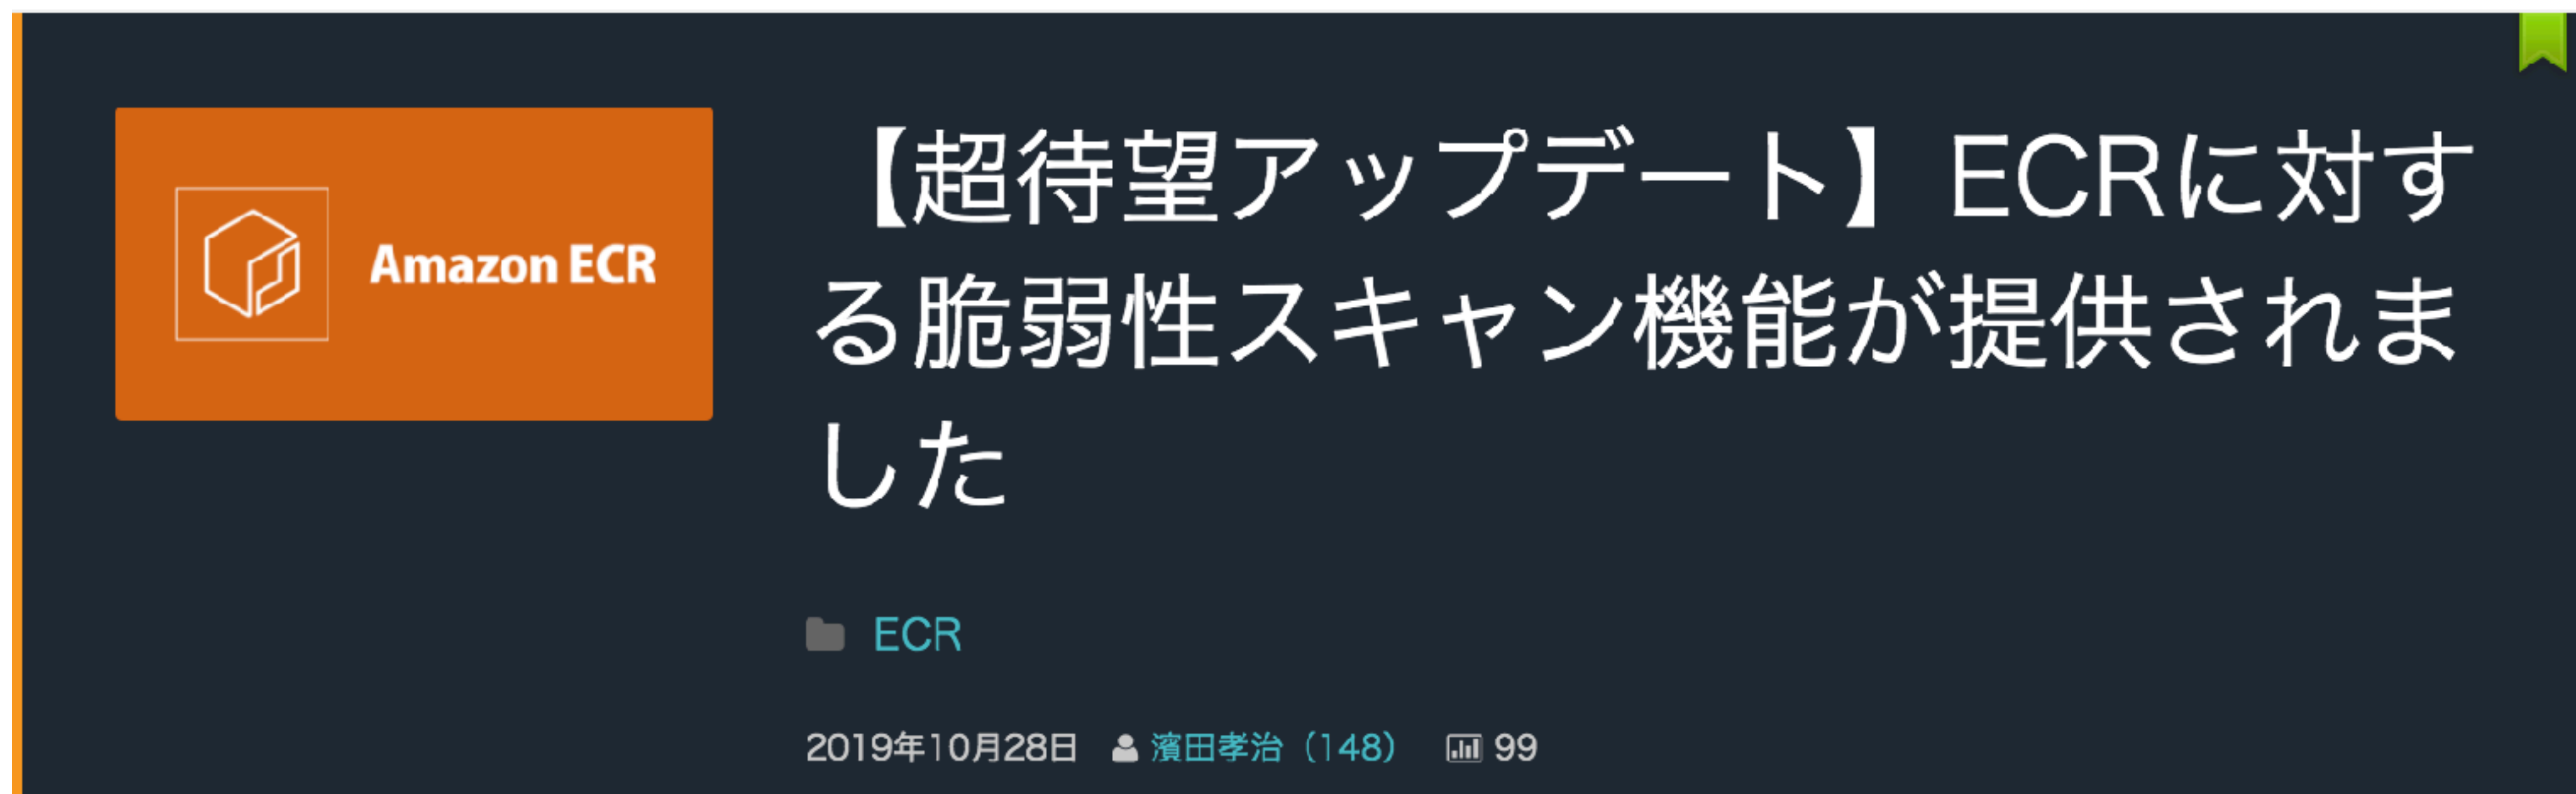 Amazon ECR
【超待望アップデート】ECRに対す
る脆弱性スキャン機能が提供されま
した
ECR
2019年10月28日 濱田孝治（148） 99